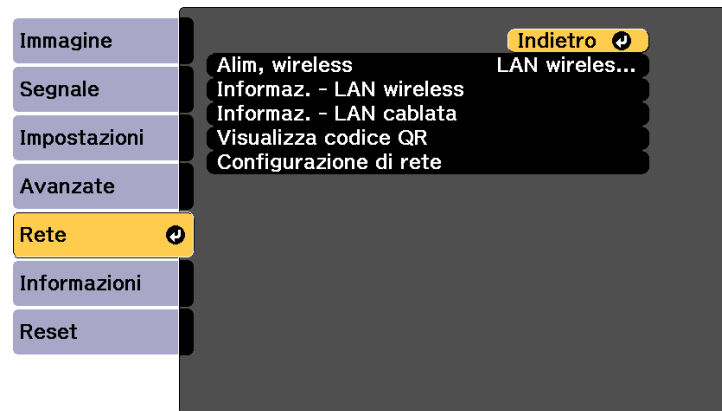 Immagine
Segnale
Impostazioni
Avanzate
Rete
Informazioni
Reset
Indietro
Alim, wireless LAN wireles...
Informaz. - LAN wireless
Informaz. - LAN cablata
Visualizza codice QR
Configurazione di rete